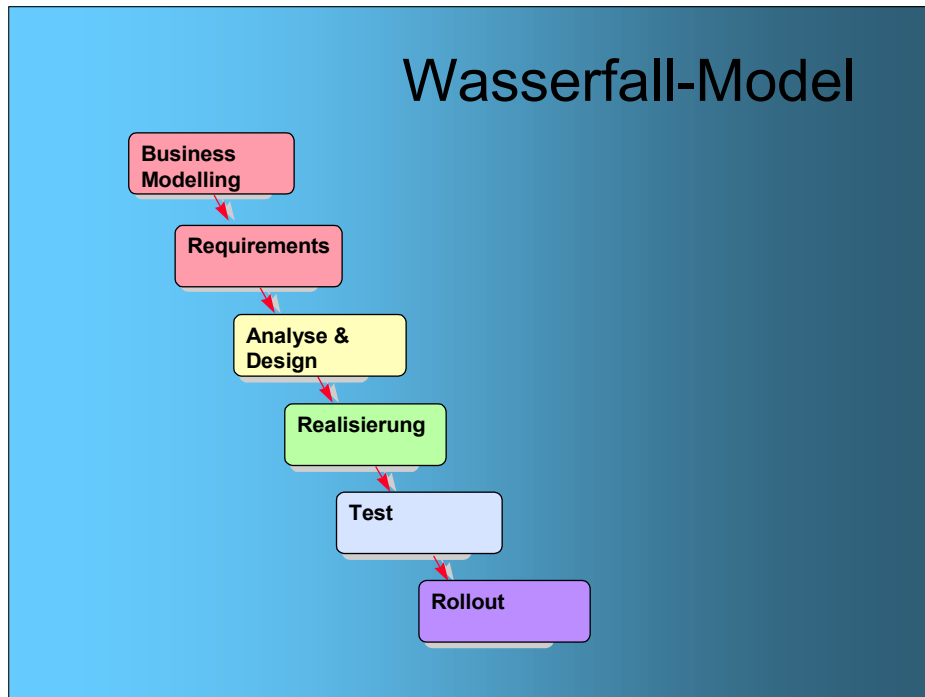 Wasserfall-Model
Business
Modelling
Requirements
Analyse &
Design
Realisierung
Test
Rollout